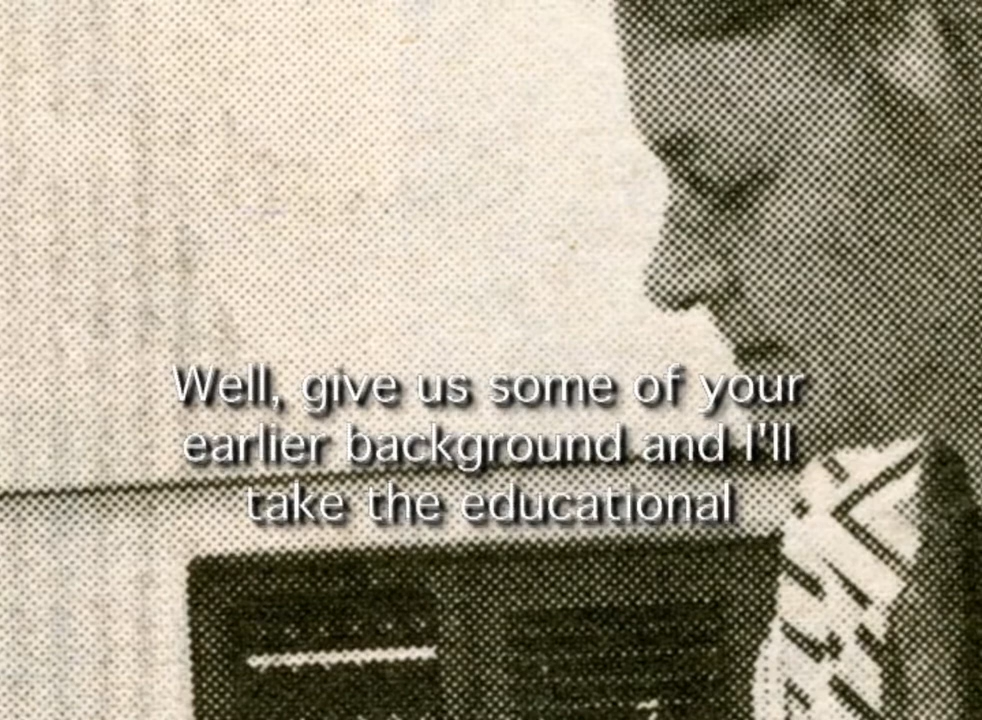 Well, give us some of your
earlier background and I'll
take the educational